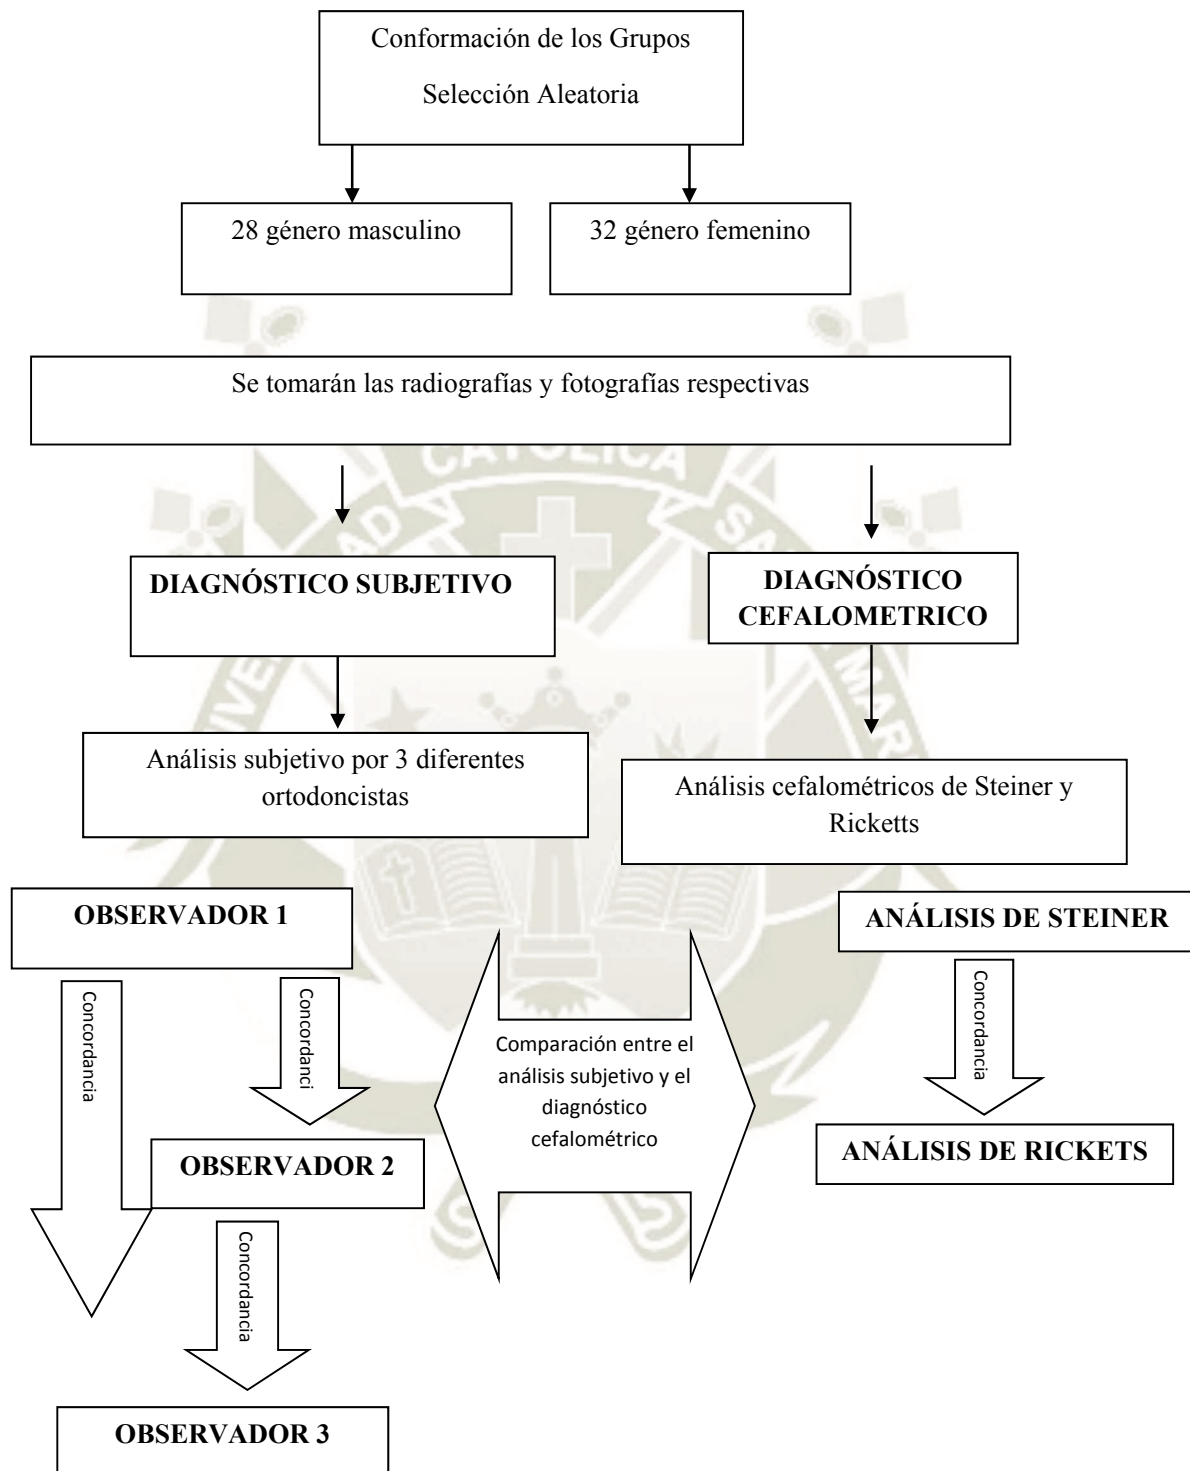 Conformación de los Grupos
Selección Aleatoria
28 género masculino
32 género femenino
Se tomarán las radiografías y fotografías respectivas
CATÓLICA
DIAGNÓSTICO SUBJETIVO
DIAGNÓSTICO
CEFALOMETRICO
Análisis subjetivo por 3 diferentes
ortodoncistas
Análisis cefalométricos de Steiner y
Ricketts
OBSERVADOR 1
ANÁLISIS DE STEINER
Concordancia
Concordanci
Concordancia
Comparación entre el
análisis subjetivo y el
diagnóstico
cefalométrico
OBSERVADOR 2
ANÁLISIS DE RICKETS
Concordancia
OBSERVADOR 3